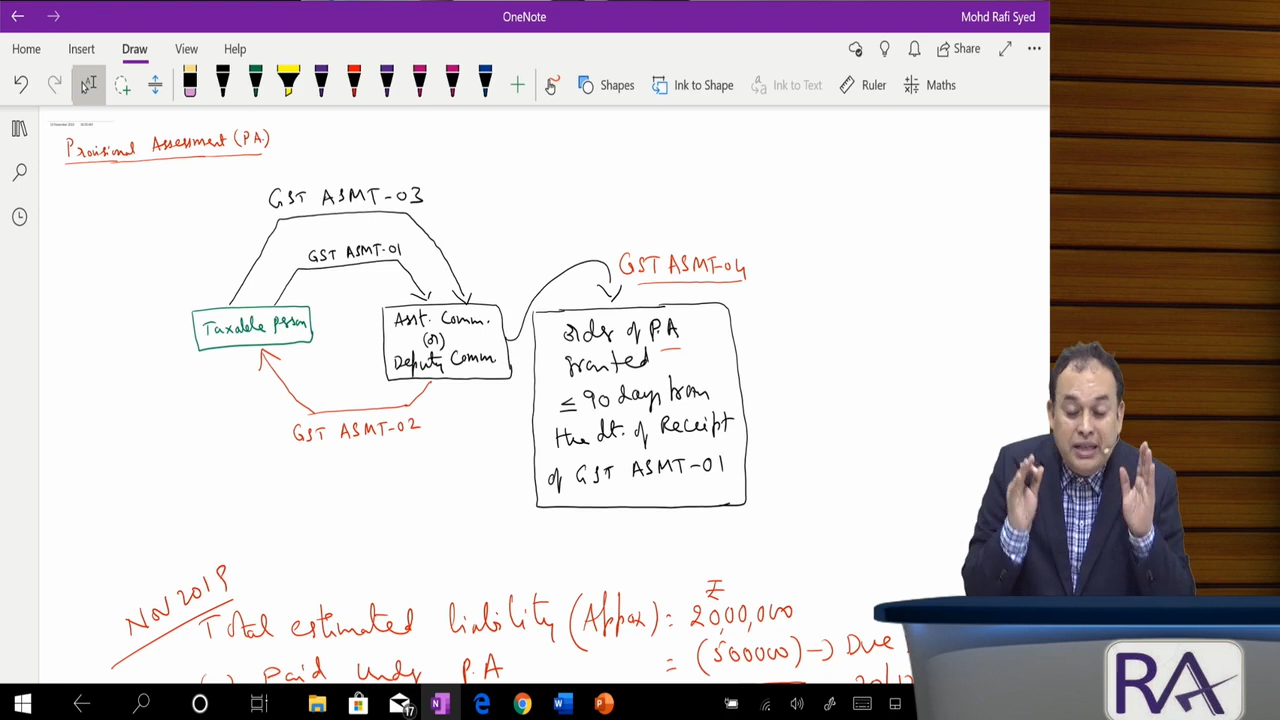 OneNote
Mohd Rafi Syed
Home
Insert
Draw
View
Help
Share
Shapes
Ink to Shape
Ink to Text
Ruler
Maths
Provisional Assessment (P.A.)
GST ASMT-03
GST ASMT-01
GST ASMT-04
Taxable person
Asst. Comm.
(or)
Deputy Comm.
order of P.A
granted
≤ 90 days from
the dt. of Receipt
of GST ASMT-01
GST ASMT-02
Nov 2019
₹
Total estimated liability (Approx) = 2000,000
(-) Paid under P.A = (500000) → Due
17
RA